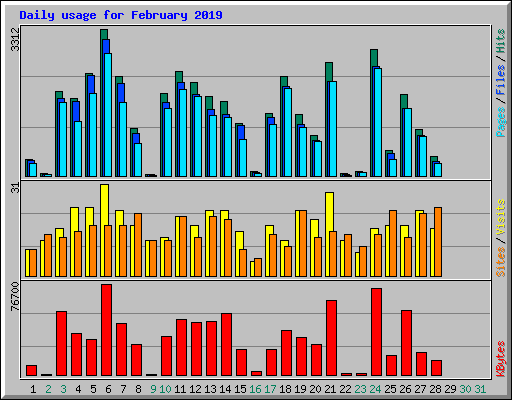 Daily usage for February 2019
3312
Pages / Files / Hits
31
Sites / Visits
76700
KBytes
1 2 3 4 5 6 7 8 9 10 11 12 13 14 15 16 17 18 19 20 21 22 23 24 25 26 27 28 29 30 31